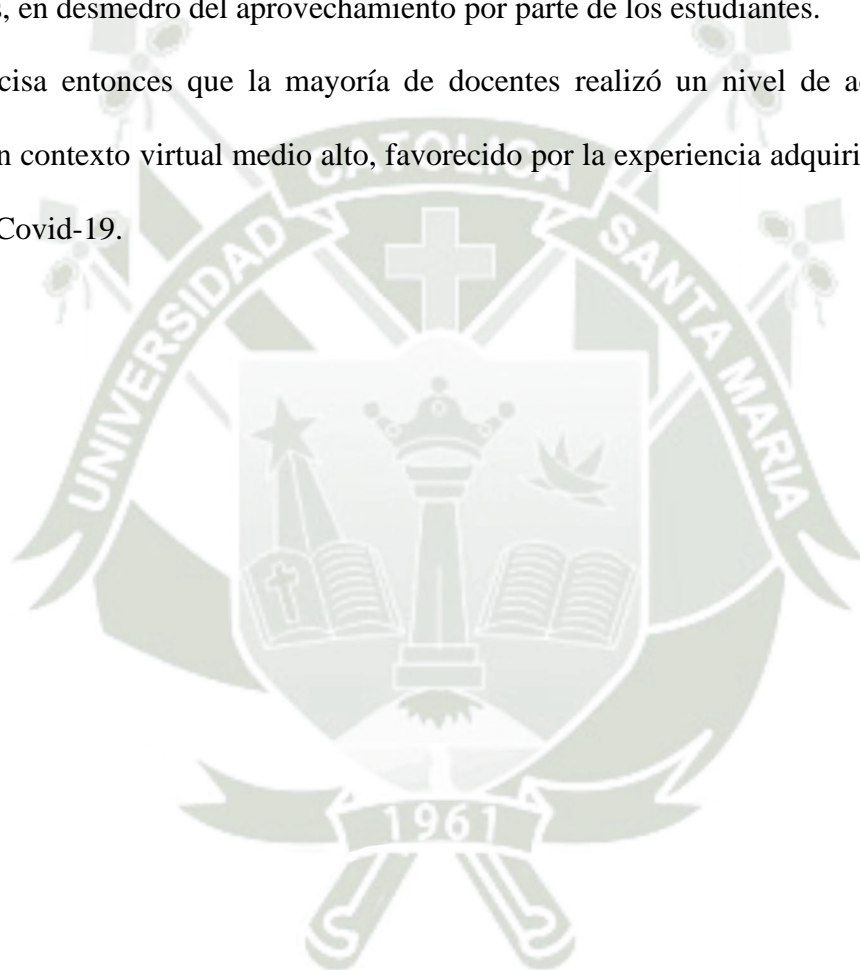 s, en desmedro del aprovechamiento por parte de los estudiantes.
cisa entonces que la mayoría de docentes realizó un nivel de a
n contexto virtual medio alto, favorecido por la experiencia adquiri
Covid-19.
UNIVERSIDAD CATOLICA SANTA MARIA
1961